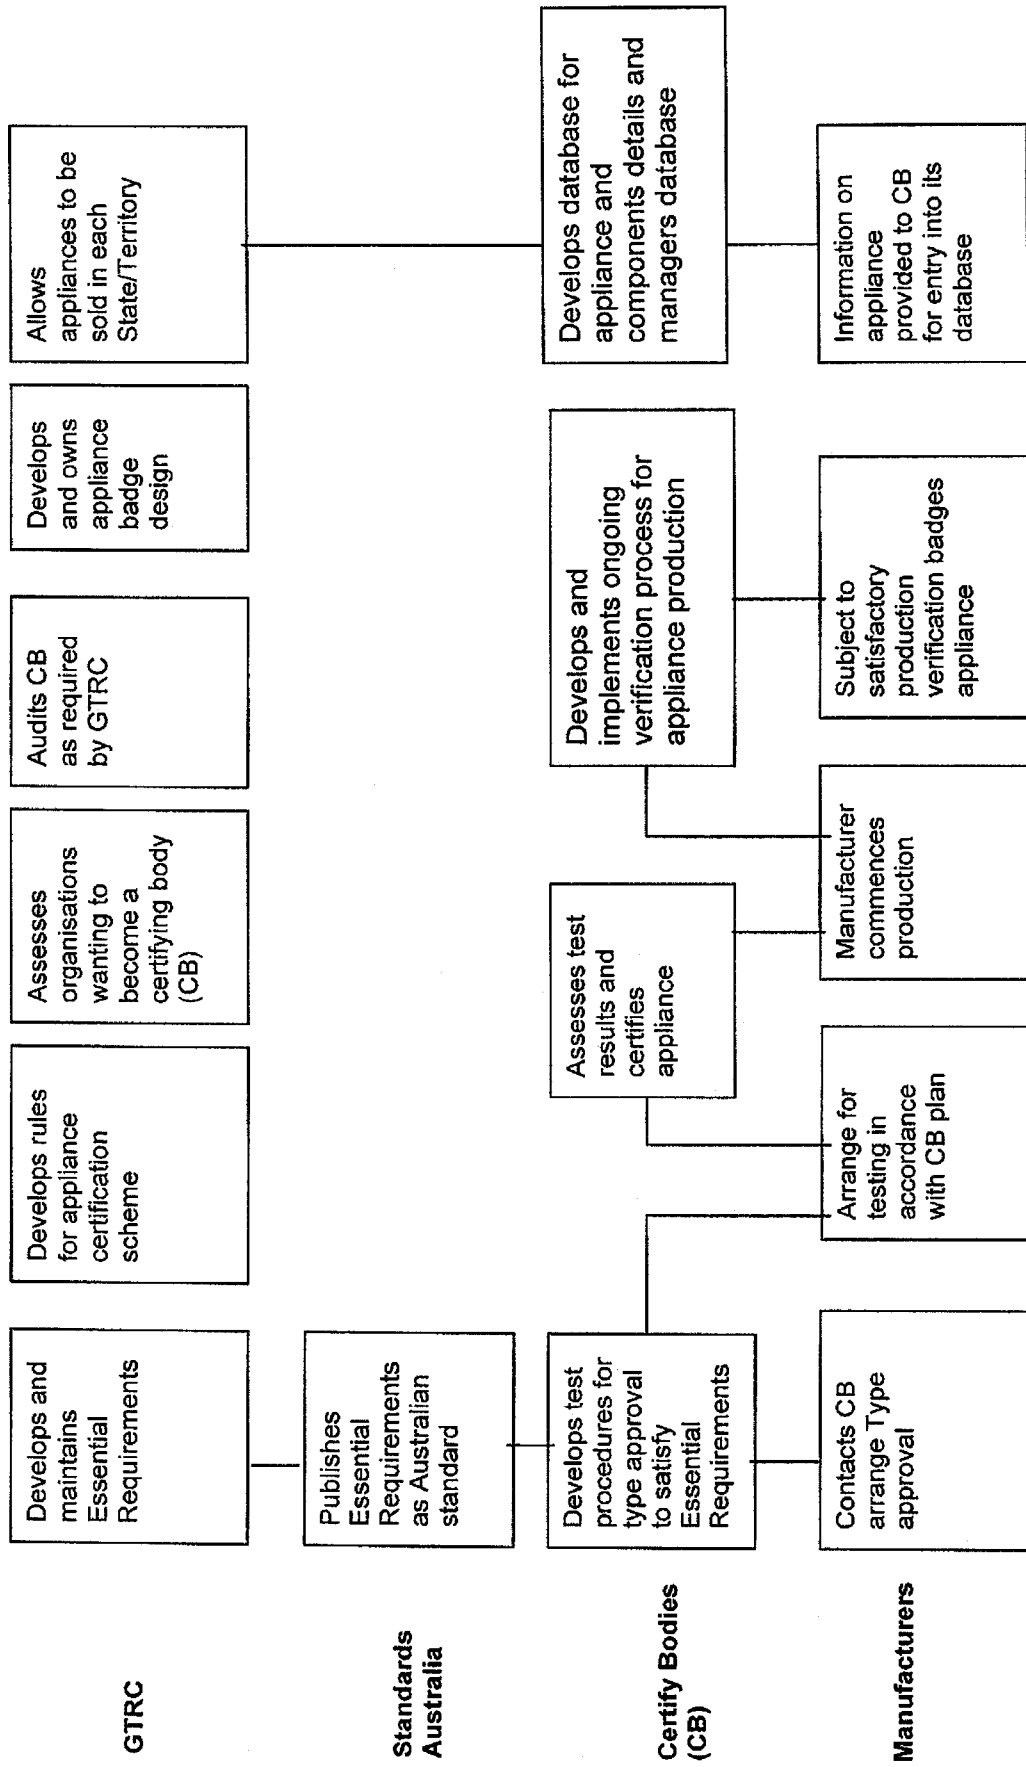 GTRC
Develops and
maintains
Essential
Requirements
Develops rules
for appliance
certification
scheme
Assesses
organisations
wanting to
become a
certifying body
(CB)
Audits CB
as required
by GTRC
Develops
and owns
appliance
badge
design
Allows
appliances to be
sold in each
State/Territory
Standards
Australia
Publishes
Essential
Requirements
as Australian
standard
Certify Bodies
(CB)
Develops test
procedures for
type approval
to satisfy
Essential
Requirements
Assesses test
results and
certifies
appliance
Develops and
implements ongoing
verification process for
appliance production
Develops database for
appliance and
components details and
managers database
Manufacturers
Contacts CB
arrange Type
approval
Arrange for
testing in
accordance
with CB plan
Manufacturer
commences
production
Subject to
satisfactory
production
verification badges
appliance
Information on
appliance
provided to CB
for entry into its
database